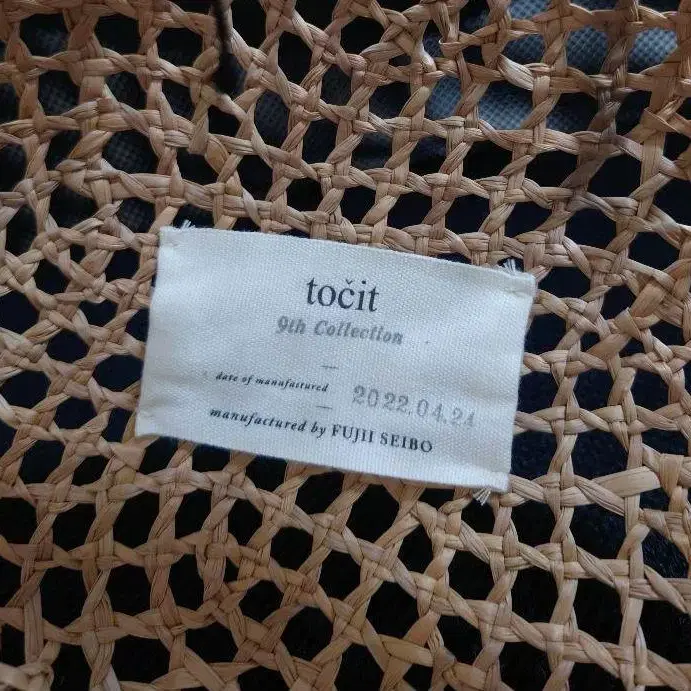 točit
9th Collection
date of manufactured 2022.04.24
manufactured by FUJII SEIBO